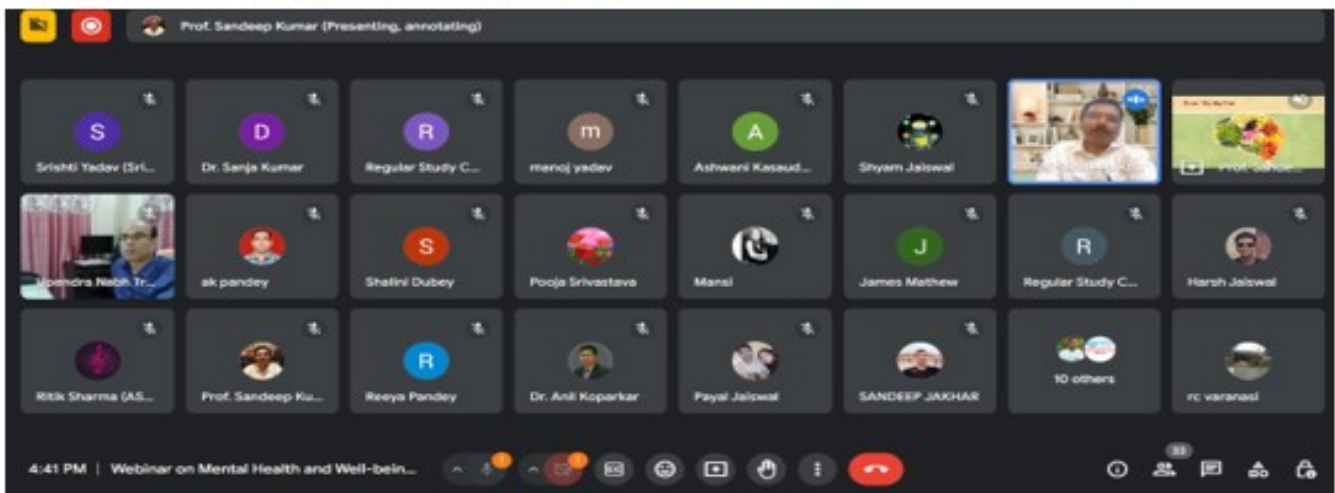 Prof. Sandeep Kumar (Presenting, annotating)
S
D
R
m
A
Srishti Yadav (Sri...
Dr. Sanja Kumar
Regular Study C...
manoj yadav
Ashwani Kasaud...
Shyam Jaiswal
S
J
R
Upendra Nabh Tr...
ak pandey
Shalini Dubey
Pooja Srivastava
Mansi
James Mathew
Regular Study C...
Harsh Jaiswal
R
10 others
Ritik Sharma (AS...
Prof. Sandeep Ku...
Reeya Pandey
Dr. Anil Koparkar
Payal Jaiswal
SANDEEP JAKHAR
rc varanasi
33
4:41 PM | Webinar on Mental Health and Well-bein...